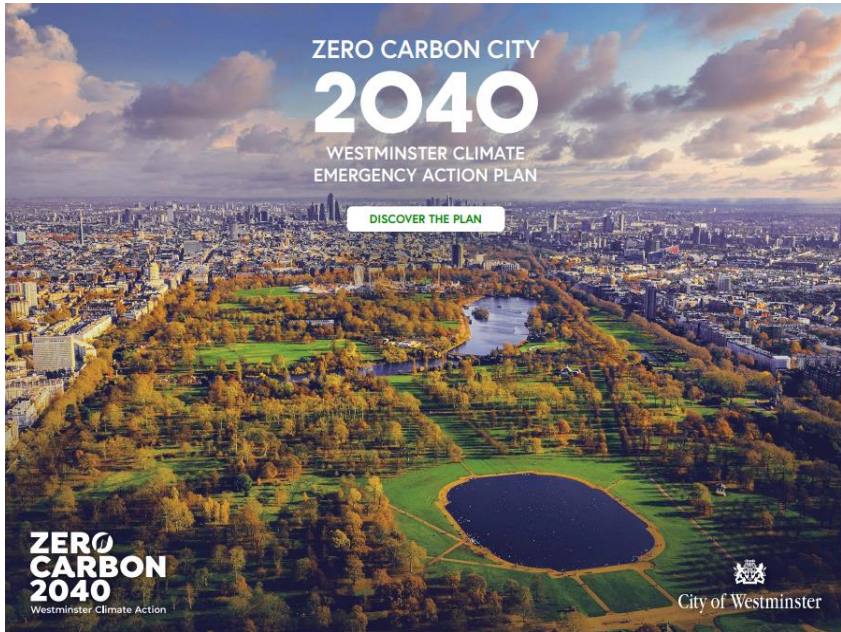 ZERO CARBON CITY
2040
WESTMINSTER CLIMATE
EMERGENCY ACTION PLAN
DISCOVER THE PLAN
ZERO
CARBON
2040
Westminster Climate Action
City of Westminster